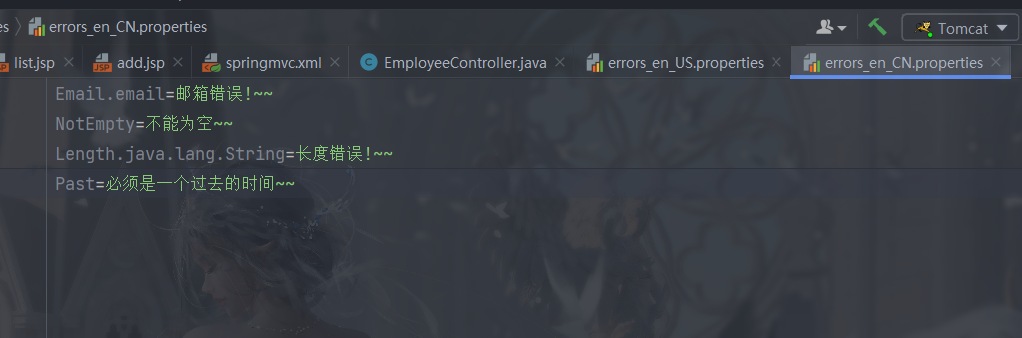 es errors_en_CN.properties Tomcat
list.jsp add.jsp springmvc.xml EmployeeController.java errors_en_US.properties errors_en_CN.properties
Email.email=邮箱错误!~~
NotEmpty=不能为空~~
Length.java.lang.String=长度错误!~~
Past=必须是一个过去的时间~~